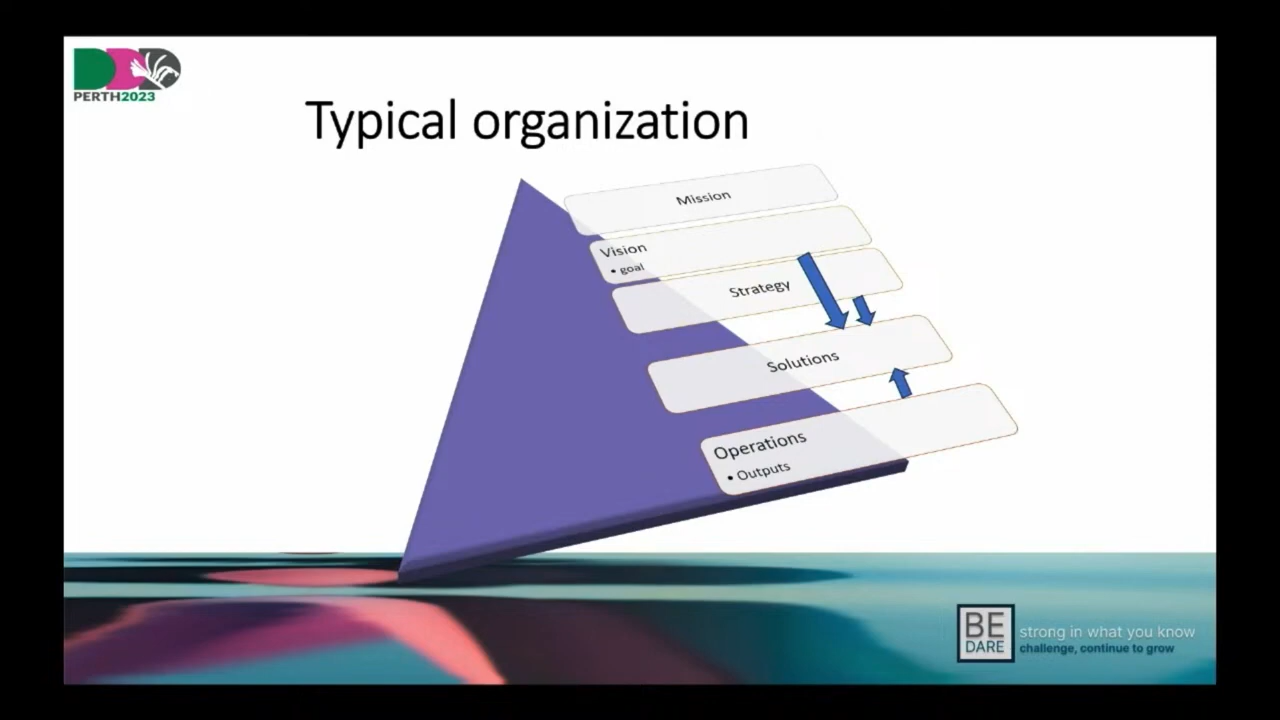 PERTH2023
Typical organization
Mission
Vision
• goal
Strategy
Solutions
Operations
• Outputs
BE
DARE
strong in what you know
challenge, continue to grow